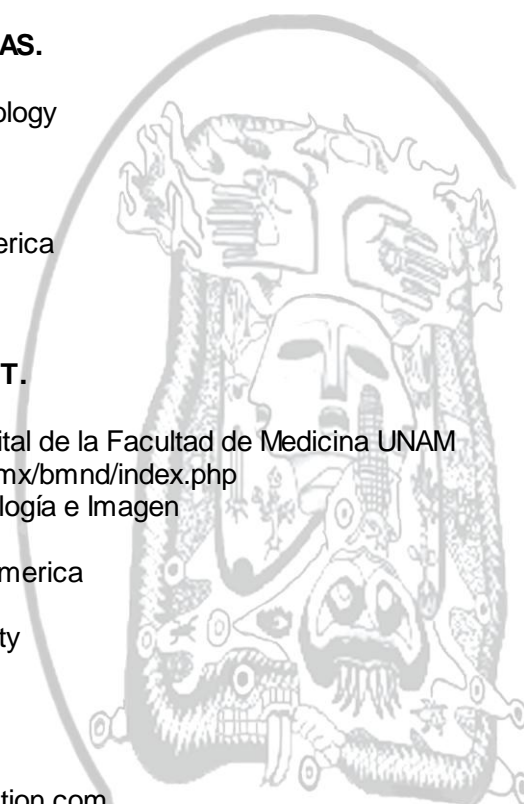 AS.
ology
erica
T.
ital de la Facultad de Medicina UNAM
mx/bmnd/index.php
logía e Imagen
merica
ty
tion.com